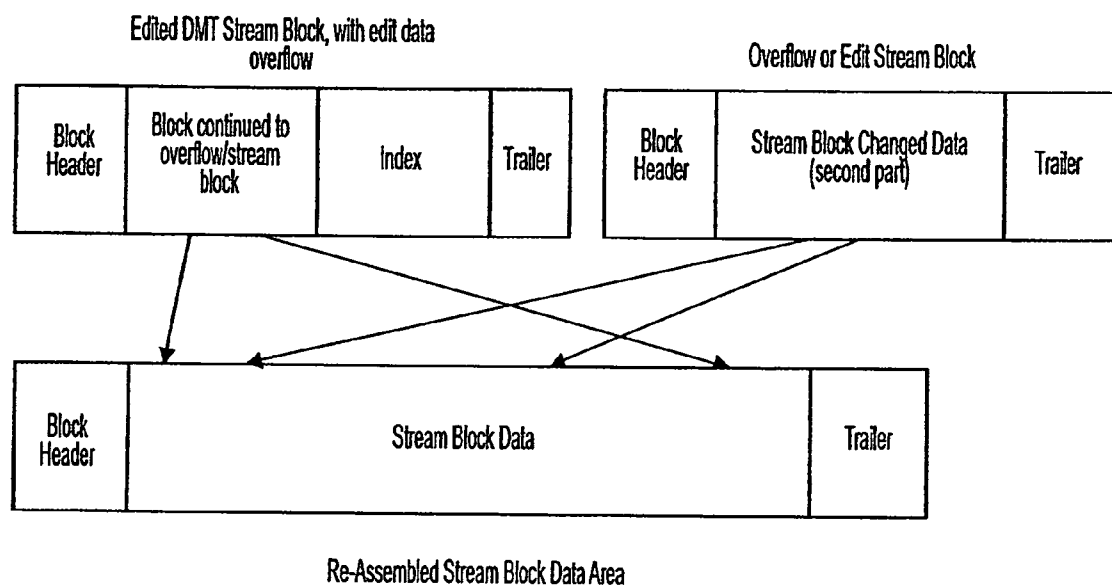 Edited DMT Stream Block, with edit data
overflow
Overflow or Edit Stream Block
Block
Header
Block continued to
overflow/stream
block
Index
Trailer
Block
Header
Stream Block Changed Data
(second part)
Trailer
Block
Header
Stream Block Data
Trailer
Re-Assembled Stream Block Data Area